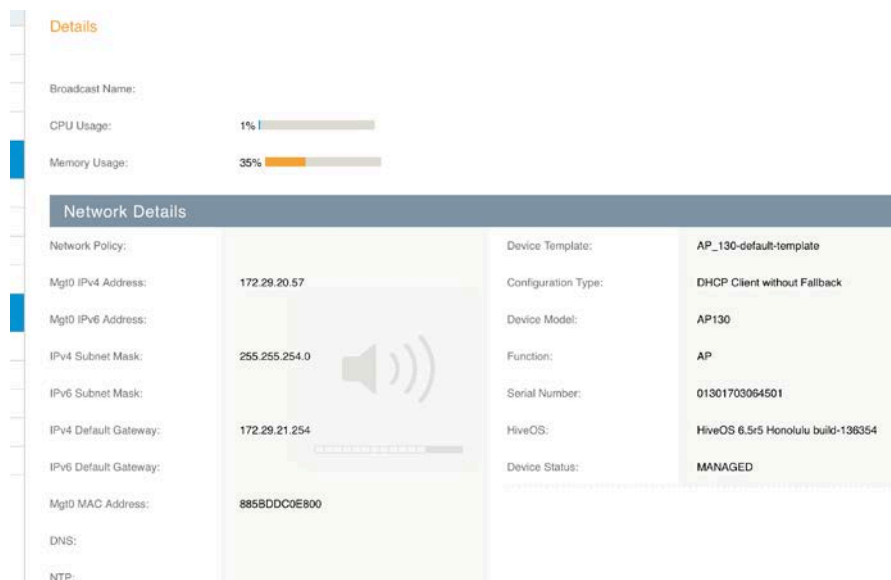 Details
Broadcast Name:
CPU Usage: 1%
Memory Usage: 35%
Network Details
Network Policy: Device Template: AP_130-default-template
Mgt0 IPv4 Address: 172.29.20.57 Configuration Type: DHCP Client without Fallback
Mgt0 IPv6 Address: Device Model: AP130
IPv4 Subnet Mask: 255.255.254.0 Function: AP
IPv6 Subnet Mask: Serial Number: 01301703064501
IPv4 Default Gateway: 172.29.21.254 HiveOS: HiveOS 6.5r5 Honolulu build-136354
IPv6 Default Gateway: Device Status: MANAGED
Mgt0 MAC Address: 885BDDC0E800
DNS:
NTP: